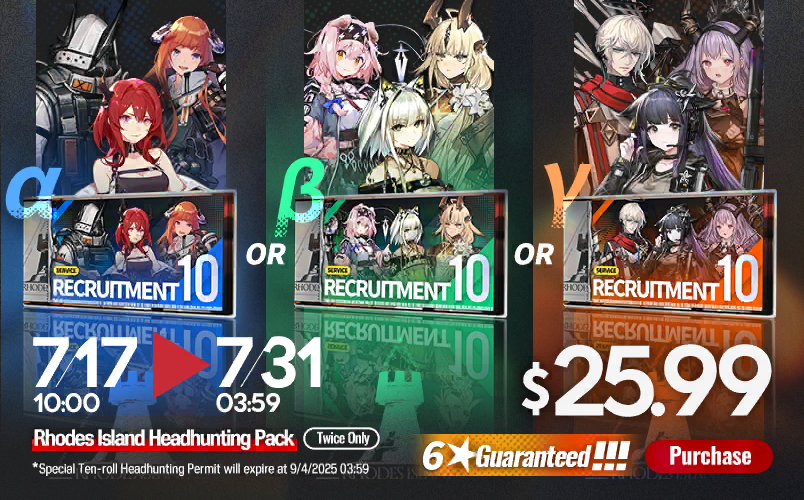 α
β
γ
SERVICE
RECRUITMENT 10
OR
SERVICE
RECRUITMENT 10
OR
SERVICE
RECRUITMENT 10
7/17
7/31
10:00
03:59
$25.99
Rhodes Island Headhunting Pack
Twice Only
*Special Ten-roll Headhunting Permit will expire at 9/4/2025 03:59
6★Guaranteed!!!
Purchase